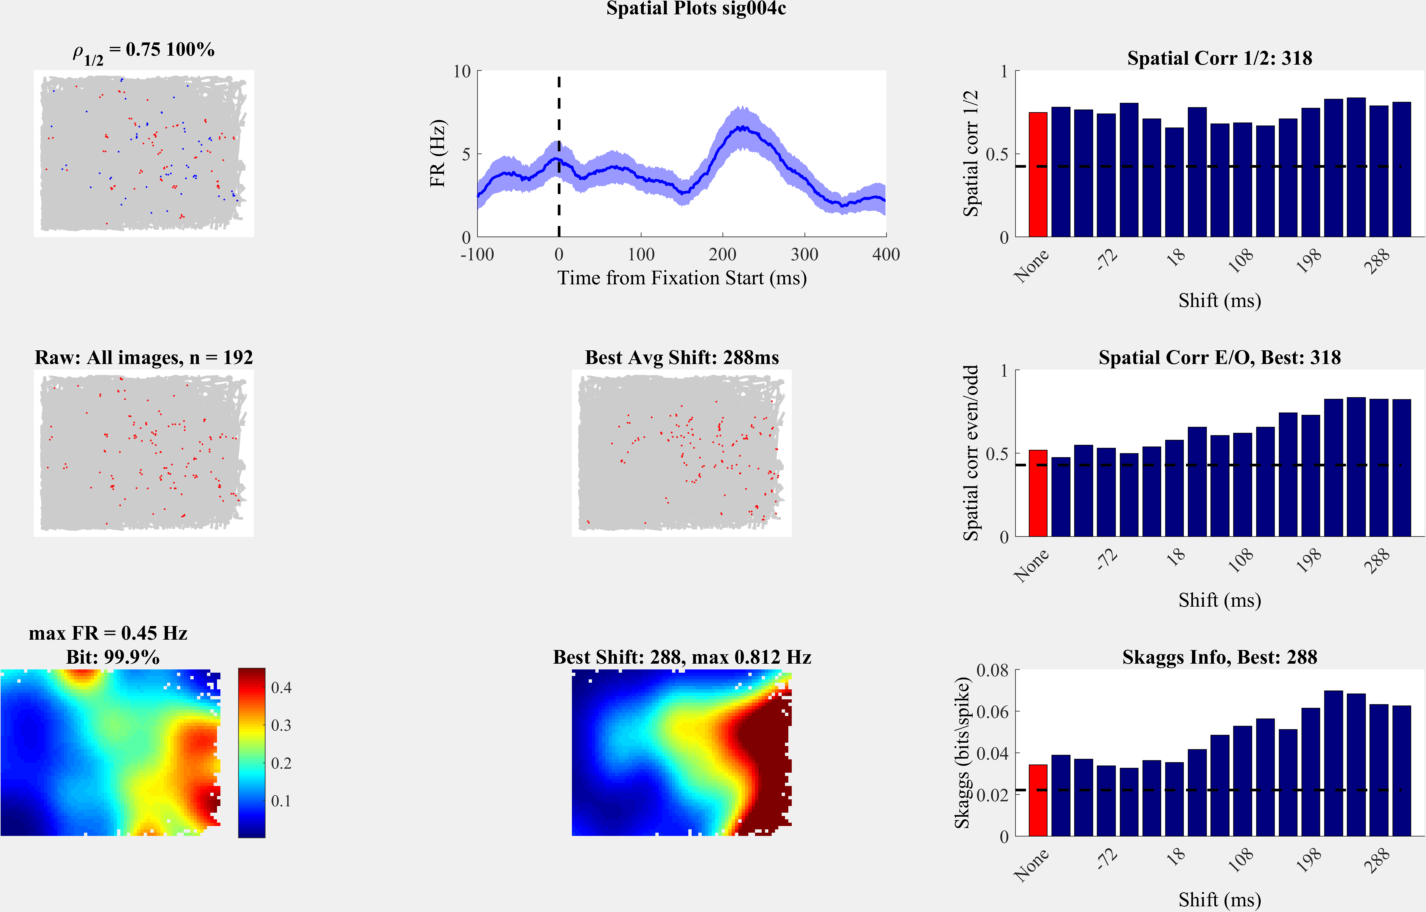 Spatial Plots sig004c
ρ1/2 = 0.75 100%
10
5
0
FR (Hz)
-100
0
100
200
300
400
Time from Fixation Start (ms)
Spatial Corr 1/2: 318
1
0.5
0
Spatial corr 1/2
None
-72
18
108
198
288
Shift (ms)
Raw: All images, n = 192
Best Avg Shift: 288ms
Spatial Corr E/O, Best: 318
1
0.5
0
Spatial corr even/odd
None
-72
18
108
198
288
Shift (ms)
max FR = 0.45 Hz
Bit: 99.9%
0.4
0.3
0.2
0.1
Best Shift: 288, max 0.812 Hz
Skaggs Info, Best: 288
0.08
0.06
0.04
0.02
0
Skaggs (bits\spike)
None
-72
18
108
198
288
Shift (ms)